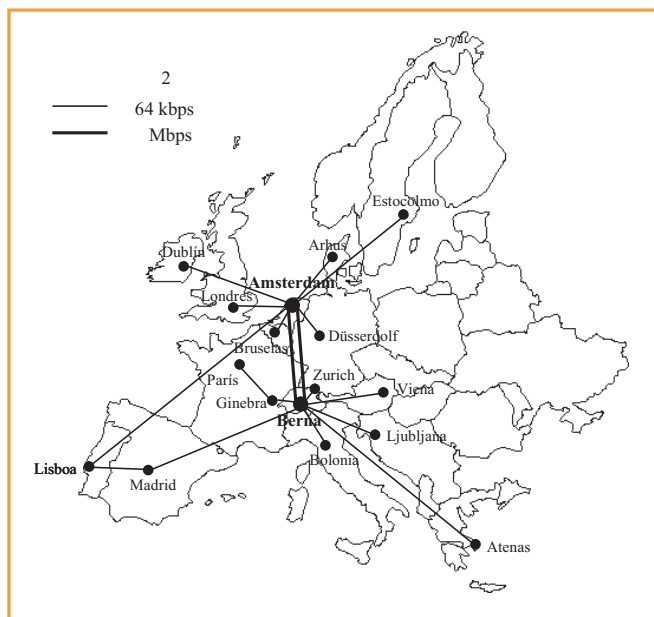 2
64 kbps
Mbps
Estocolmo
Arhus
Dublín
Amsterdam
Londres
Düsserdolf
Bruselas
París
Zurich
Viena
Ginebra
Berna
Ljubljana
Bolonia
Lisboa
Madrid
Atenas